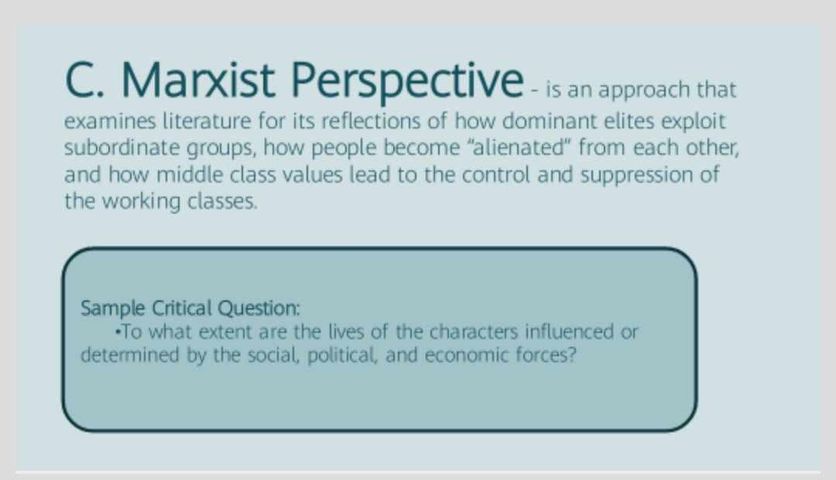 C. Marxist Perspective - is an approach that
examines literature for its reflections of how dominant elites exploit
subordinate groups, how people become “alienated” from each other,
and how middle class values lead to the control and suppression of
the working classes.
Sample Critical Question:
•To what extent are the lives of the characters influenced or
determined by the social, political, and economic forces?